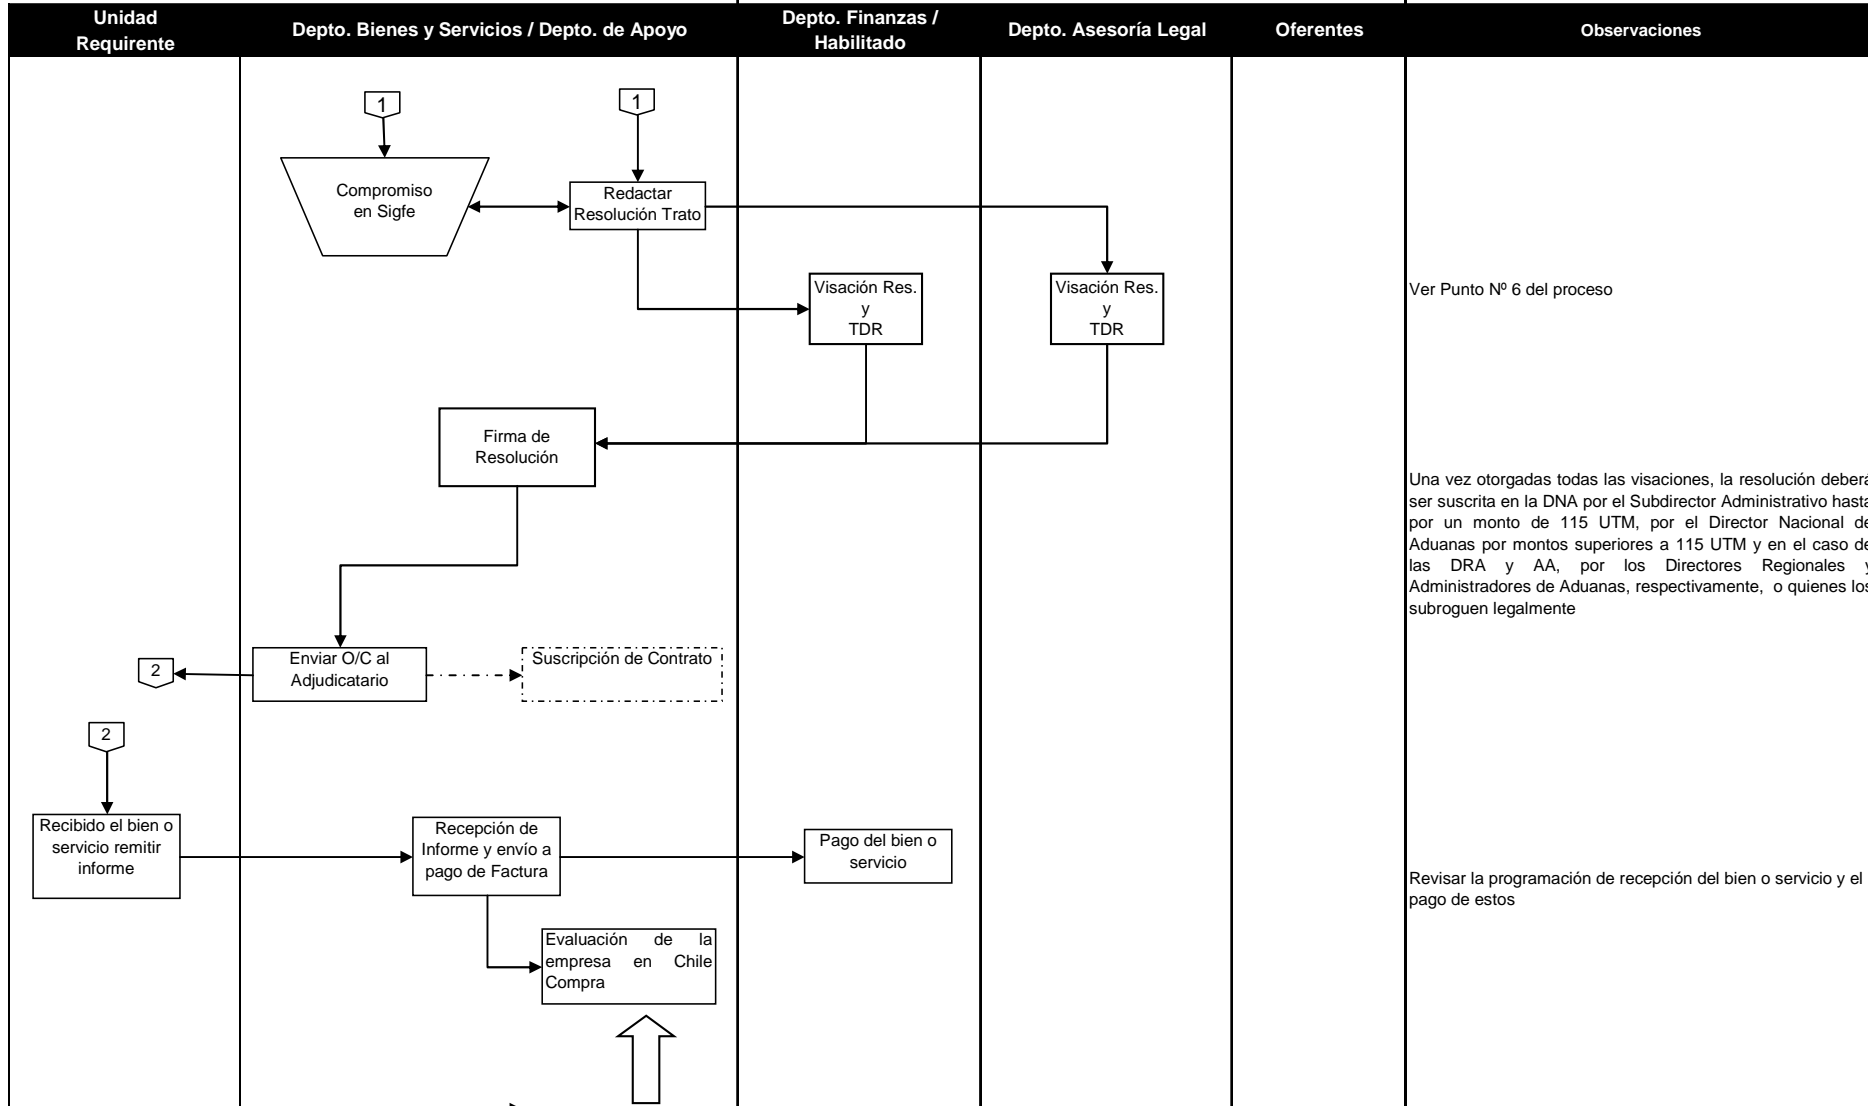 Unidad
Requirente
Depto. Bienes y Servicios / Depto. de Apoyo
Depto. Finanzas /
Habilitado
Depto. Asesoría Legal
Oferentes
Observaciones
1
1
Compromiso
en Sigfe
Redactar
Resolución Trato
Visación Res.
y
TDR
Visación Res.
y
TDR
Ver Punto Nº 6 del proceso
Firma de
Resolución
Una vez otorgadas todas las visaciones, la resolución deberá
ser suscrita en la DNA por el Subdirector Administrativo hasta
por un monto de 115 UTM, por el Director Nacional de
Aduanas por montos superiores a 115 UTM y en el caso de
las DRA y AA, por los Directores Regionales y
Administradores de Aduanas, respectivamente, o quienes los
subroguen legalmente
2
Enviar O/C al
Adjudicatario
Suscripción de Contrato
2
Recibido el bien o
servicio remitir
informe
Recepción de
Informe y envío a
pago de Factura
Pago del bien o
servicio
Revisar la programación de recepción del bien o servicio y el
pago de estos
Evaluación de la
empresa en Chile
Compra